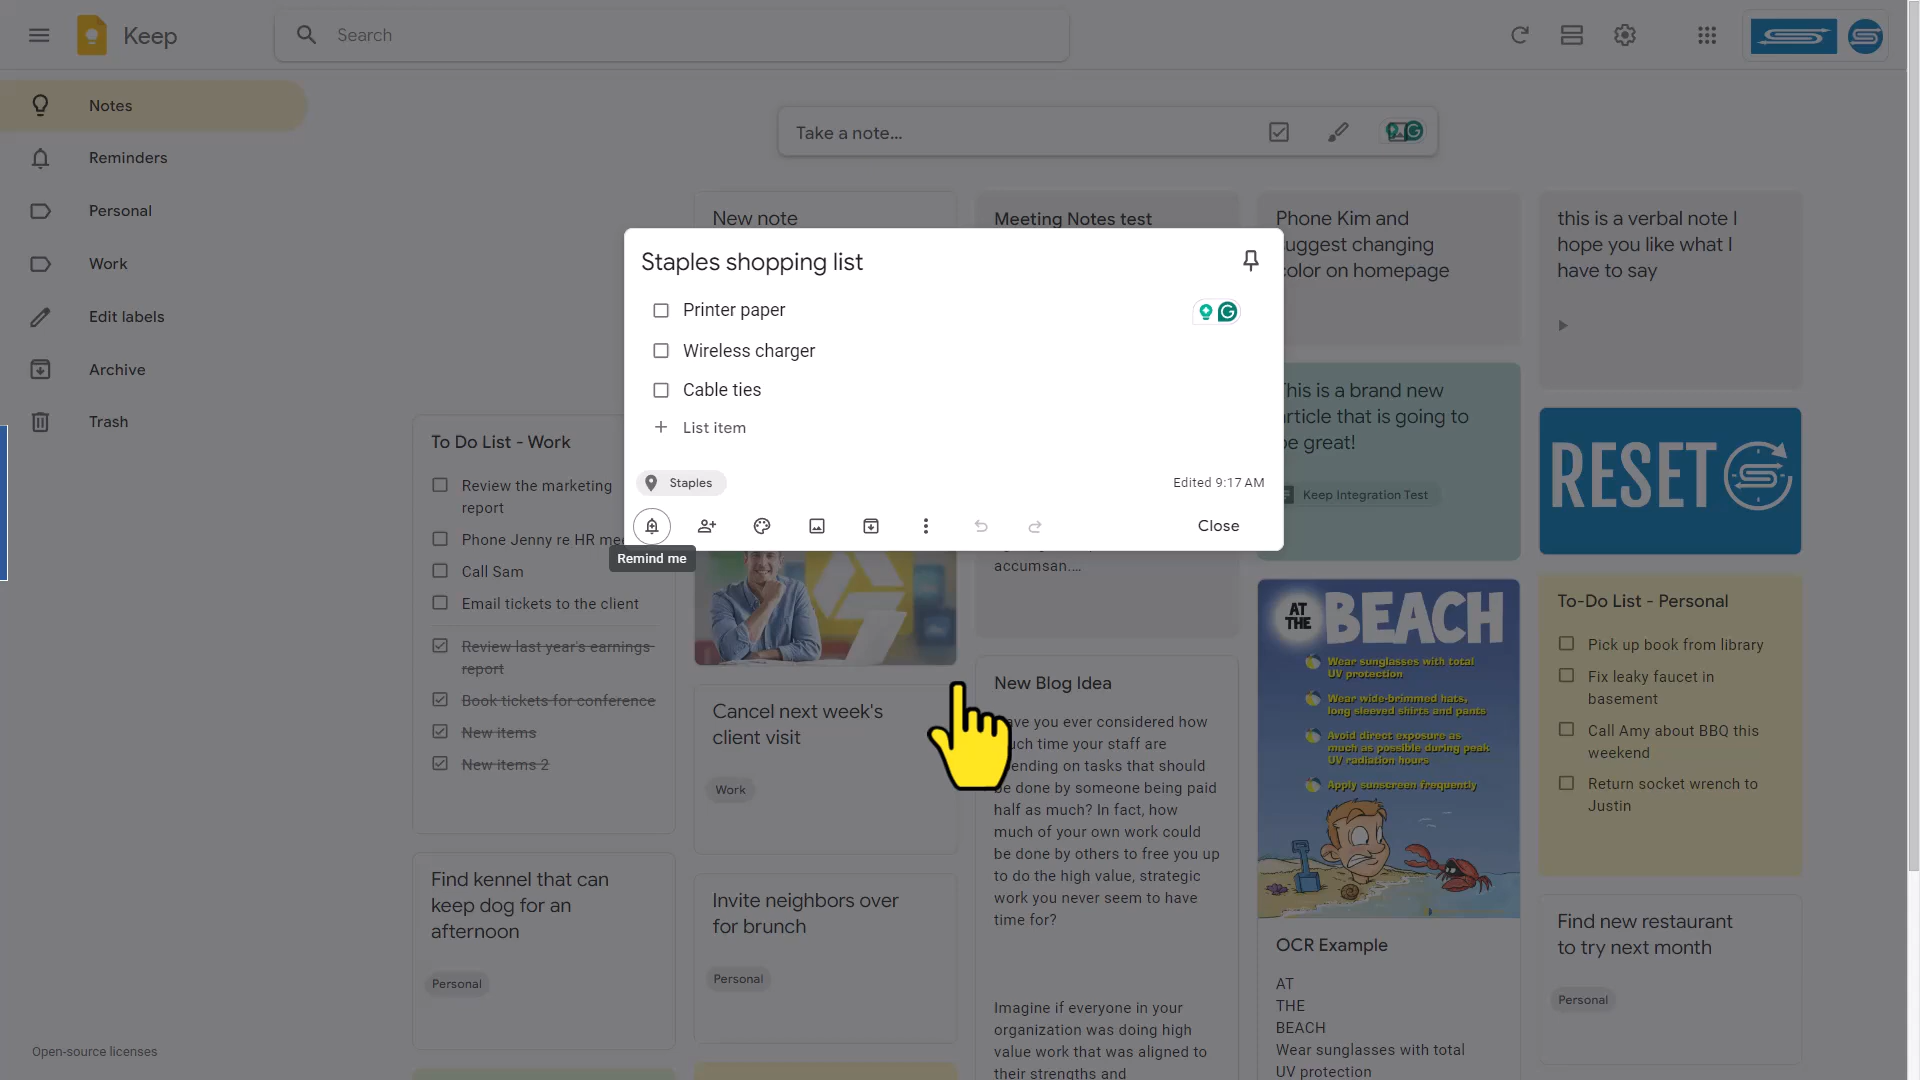 Keep
Search
Notes
Reminders
Personal
Work
Edit labels
Archive
Trash
Open-source licenses
Take a note...
Staples shopping list
Printer paper
Wireless charger
Cable ties
List item
Staples
Edited 9:17 AM
Close
Remind me
To Do List - Work
Review the marketing
report
Phone Jenny re HR
Call Sam
Email tickets to the client
Review last year's earnings
report
Book tickets for conference
New items
New items 2
Find kennel that can
keep dog for an
afternoon
Personal
New note
Cancel next week's
client visit
Work
Invite neighbors over
for brunch
Personal
Meeting Notes test
accumsan....
New Blog Idea
you ever considered how
much time your staff are
spending on tasks that should
be done by someone being paid
half as much? In fact, how
much of your own work could
be done by others to free you up
to do the high value, strategic
work you never seem to have
time for?
Imagine if everyone in your
organization was doing high
value work that was aligned to
their strengths and
Phone Kim and
suggest changing
color on homepage
This is a brand new
article that is going to
be great!
Keep Integration Test
AT
THE
BEACH
Wear sunglasses with total
UV protection
Wear wide-brimmed hats,
long sleeved shirts and pants
Avoid direct exposure as
much as possible during peak
UV radiation hours
Apply sunscreen frequently
OCR Example
AT
THE
BEACH
Wear sunglasses with total
UV protection
this is a verbal note I
hope you like what I
have to say
RESET
To-Do List - Personal
Pick up book from library
Fix leaky faucet in
basement
Call Amy about BBQ this
weekend
Return socket wrench to
Justin
Find new restaurant
to try next month
Personal